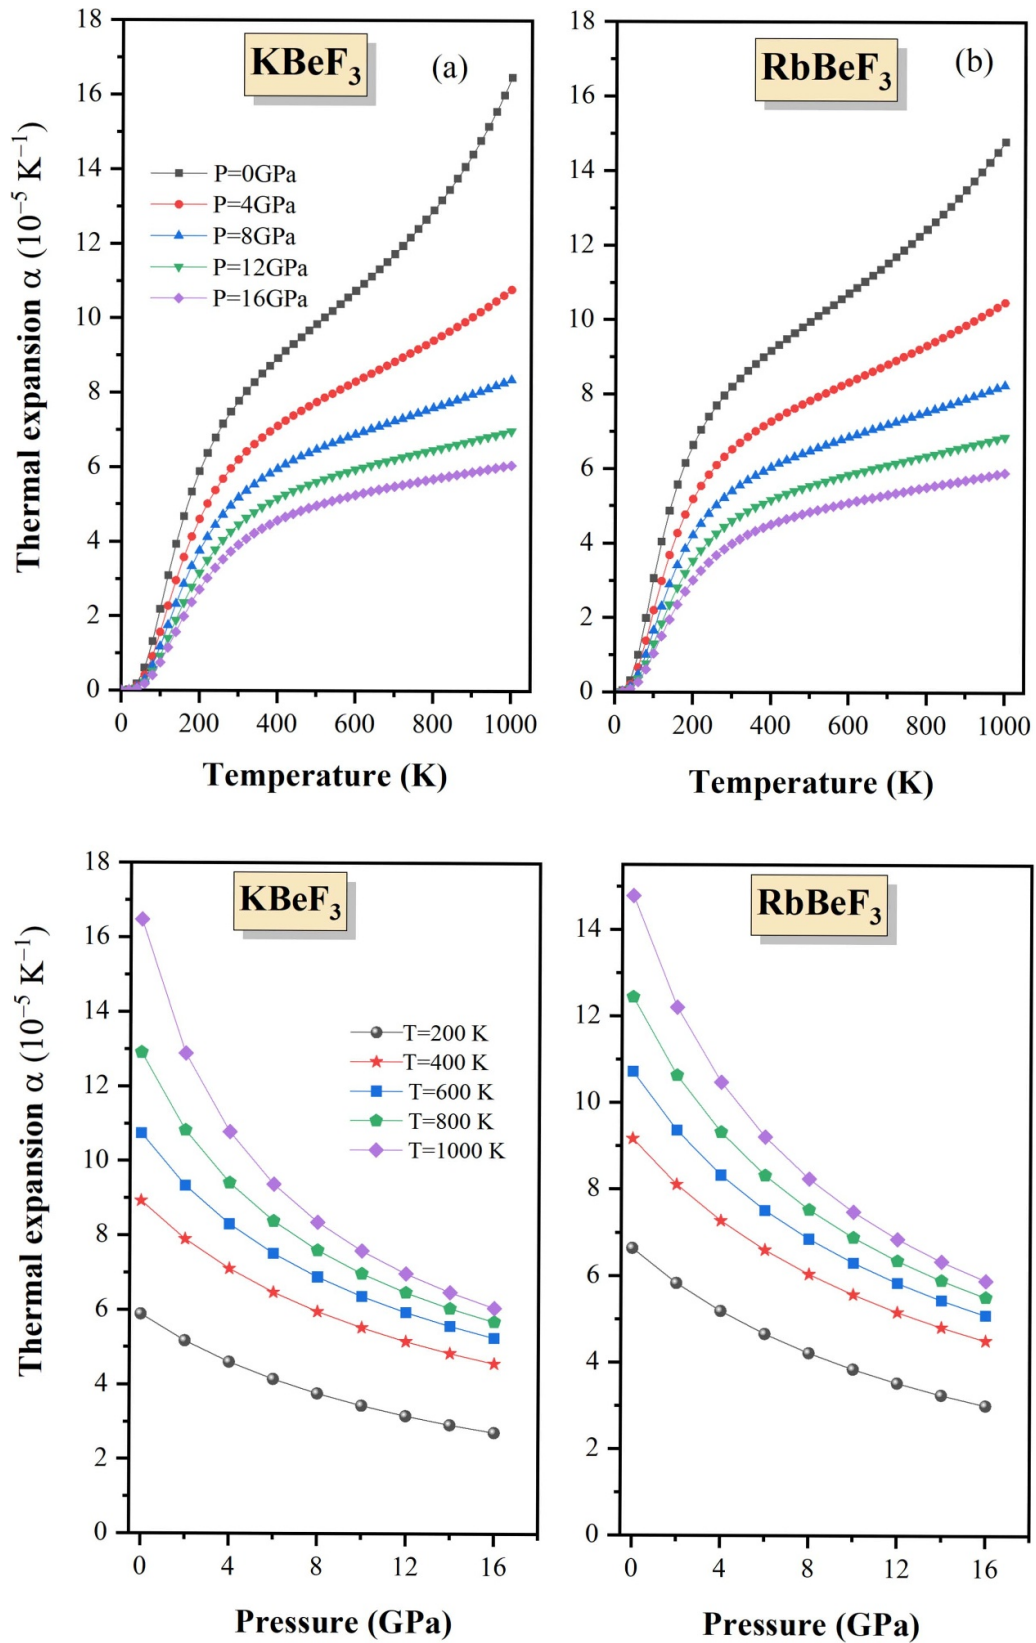 KBeF₃
(a)
P=0GPa
P=4GPa
P=8GPa
P=12GPa
P=16GPa
Thermal expansion α (10⁻⁵ K⁻¹)
18
16
14
12
10
8
6
4
2
0
0 200 400 600 800 1000
Temperature (K)
RbBeF₃
(b)
18
16
14
12
10
8
6
4
2
0
0 200 400 600 800 1000
Temperature (K)
KBeF₃
T=200 K
T=400 K
T=600 K
T=800 K
T=1000 K
Thermal expansion α (10⁻⁵ K⁻¹)
18
16
14
12
10
8
6
4
2
0
0 4 8 12 16
Pressure (GPa)
RbBeF₃
14
12
10
8
6
4
2
0
0 4 8 12 16
Pressure (GPa)